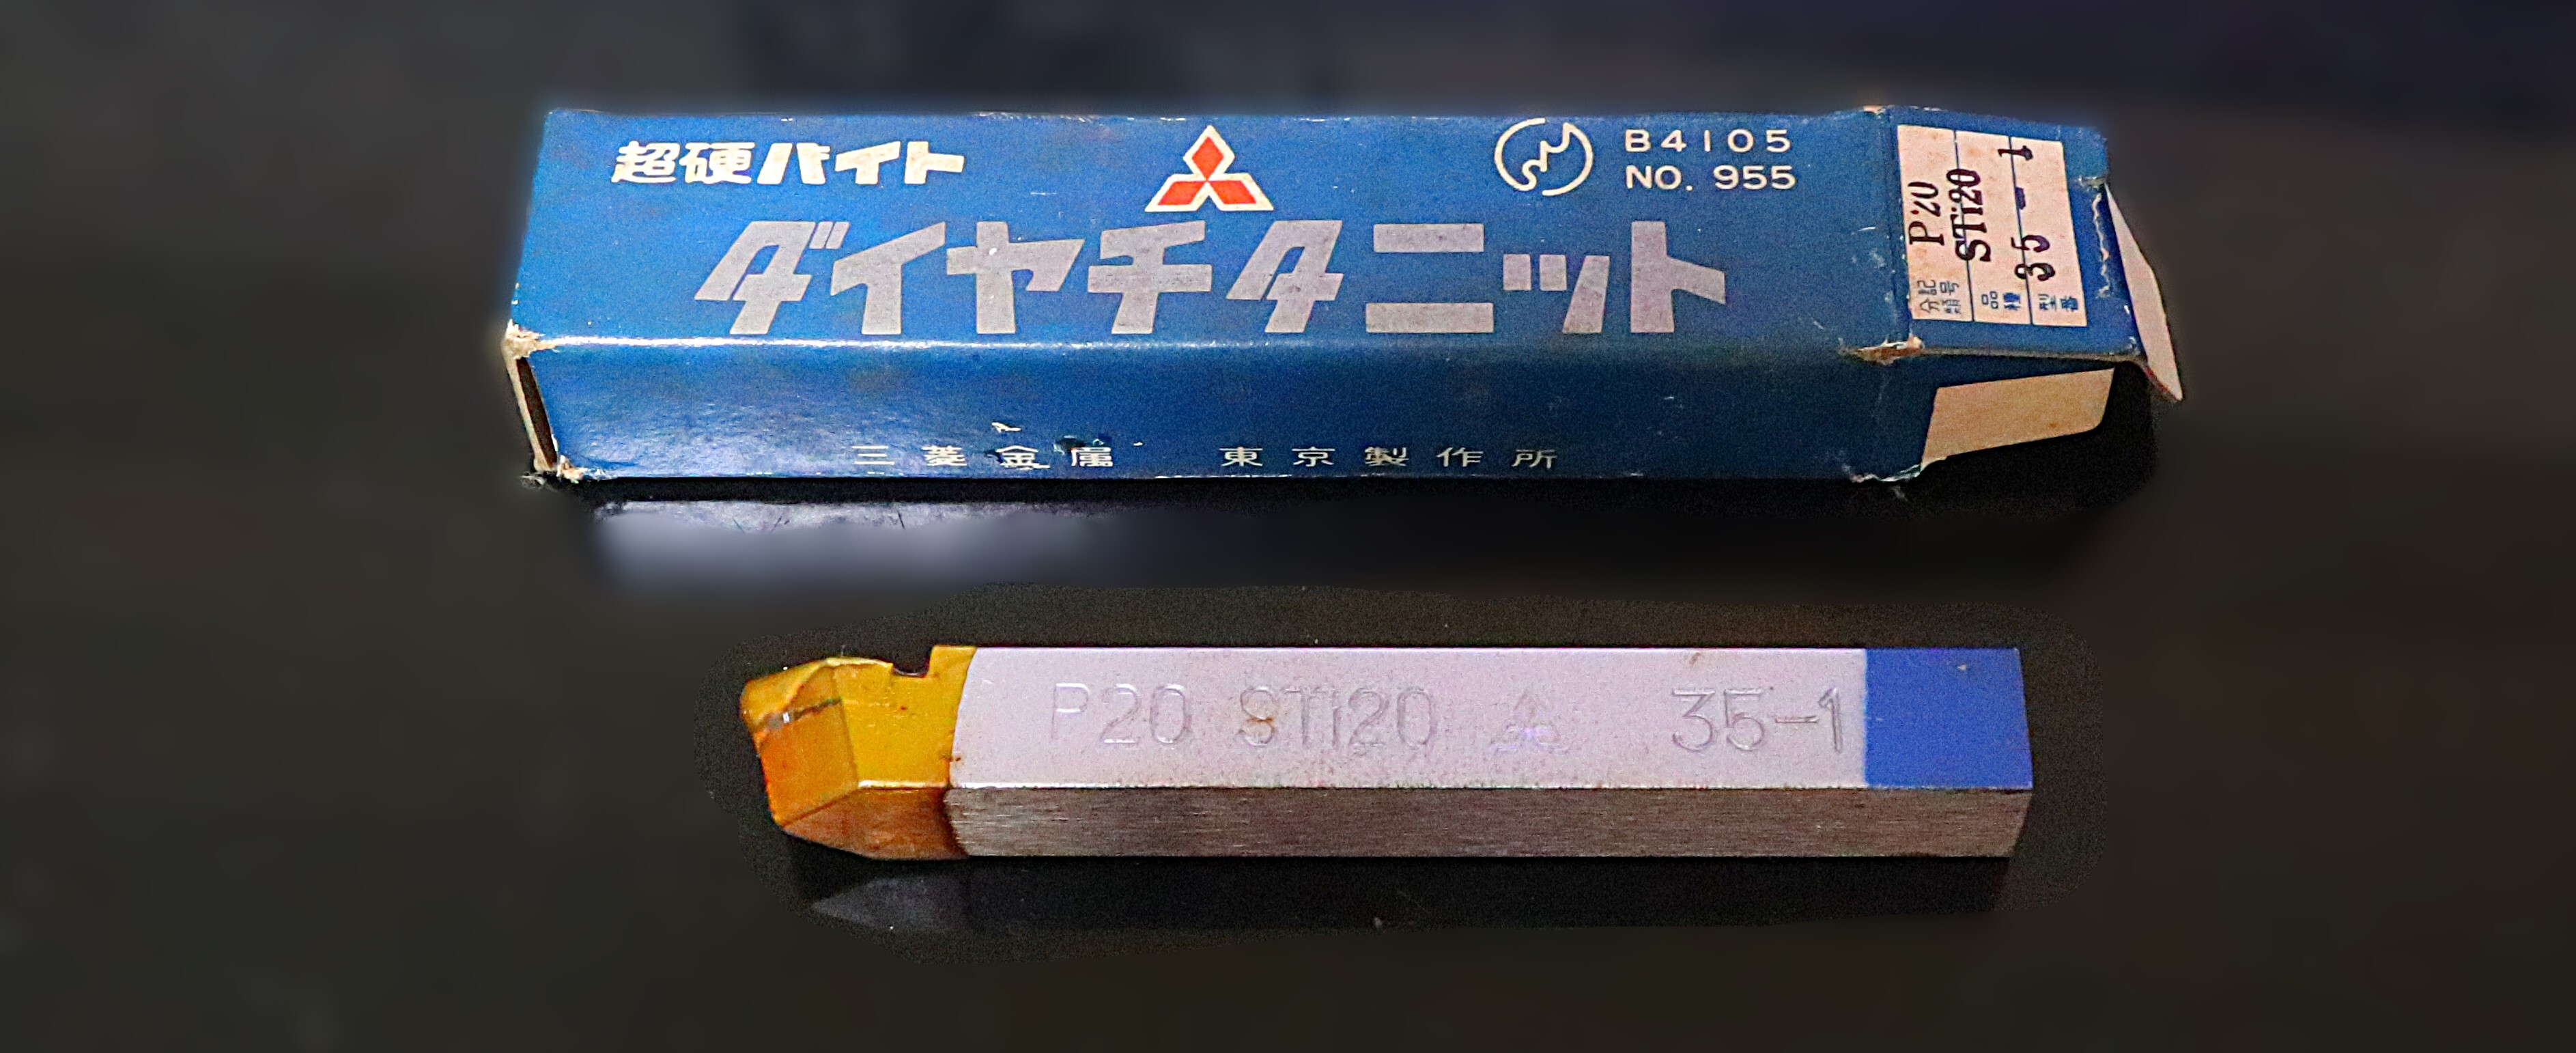 超硬バイト
B4105
NO. 955
ダイヤチタニット
三菱金属 東京製作所
分類記号 P20
品種 STi20
型番 35-1
P20 STi20 35-1